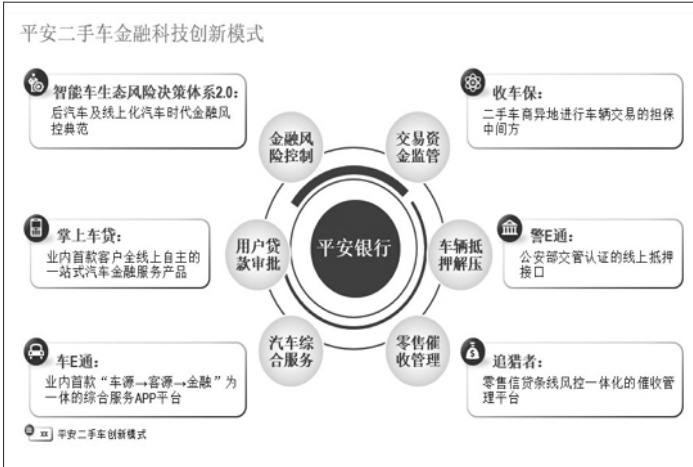 平安二手车金融科技创新模式
智能车生态风险决策体系2.0:
后汽车及线上化汽车时代金融风
控典范
收车保:
二手车商异地进行车辆交易的担保
中间方
金融风
险控制
交易资
金监管
掌上车贷:
业内首款客户全线上自主的
一站式汽车金融服务产品
用户贷
款审批
平安银行
车辆抵
押解压
警E通:
公安部交管认证的线上抵押
接口
车E通:
业内首款“车源→客源→金融”为
一体的综合服务APP平台
汽车综
合服务
零售催
收管理
追猎者:
零售信贷条线风控一体化的催收
管理平台
XX 平安二手车创新模式